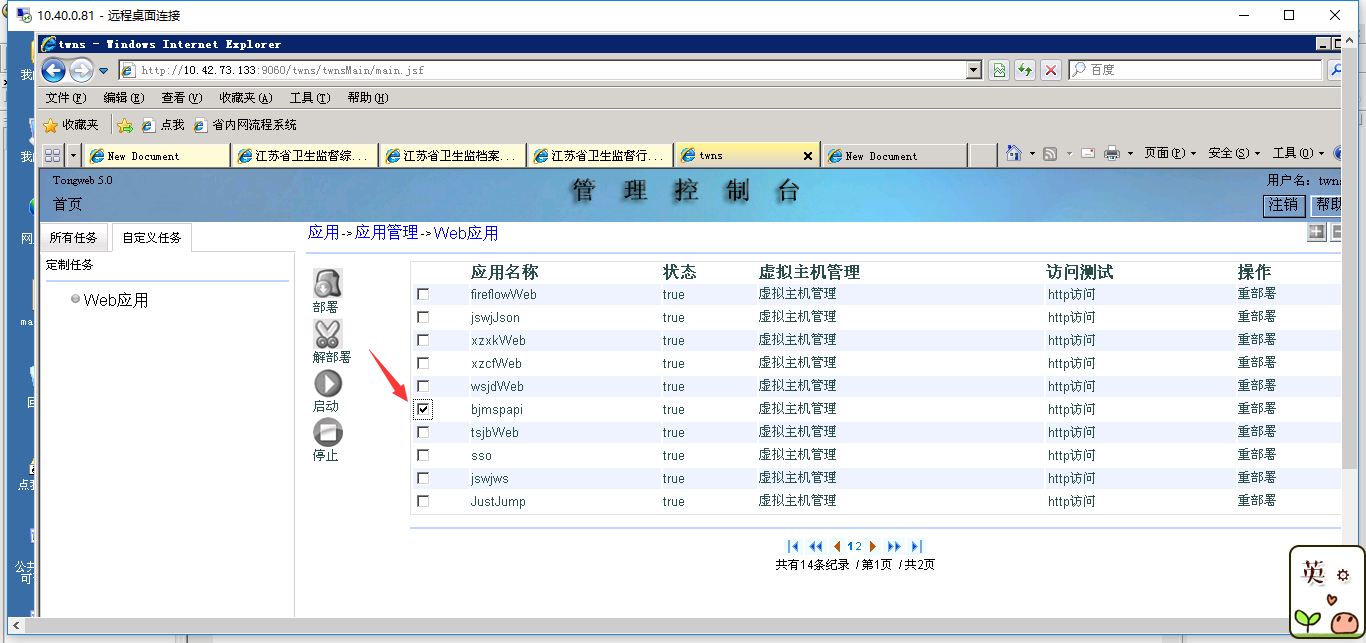 10.40.0.81 - 远程桌面连接
twns - Windows Internet Explorer
http://10.42.73.133:9060/twns/twnsMain/main.jsf
百度
文件(F) 编辑(E) 查看(V) 收藏夹(A) 工具(T) 帮助(H)
收藏夹 点我 省内网流程系统
New Document 江苏省卫生监督综... 江苏省卫生监档案... 江苏省卫生监督行... twns New Document 页面(P) 安全(S) 工具(O)
Tongweb 5.0
管理控制台
用户名: twns
首页
注销 帮助
所有任务 自定义任务
应用->应用管理->Web应用
定制任务
Web应用
部署
解部署
启动
停止
应用名称 状态 虚拟主机管理 访问测试 操作
fireflowWeb true 虚拟主机管理 http访问 重部署
jswjJson true 虚拟主机管理 http访问 重部署
xzxkWeb true 虚拟主机管理 http访问 重部署
xzcfWeb true 虚拟主机管理 http访问 重部署
wsjdWeb true 虚拟主机管理 http访问 重部署
bjmspapi true 虚拟主机管理 http访问 重部署
tsjbWeb true 虚拟主机管理 http访问 重部署
sso true 虚拟主机管理 http访问 重部署
jswjws true 虚拟主机管理 http访问 重部署
JustJump true 虚拟主机管理 http访问 重部署
1 2
共有14条纪录 /第1页 /共2页
英